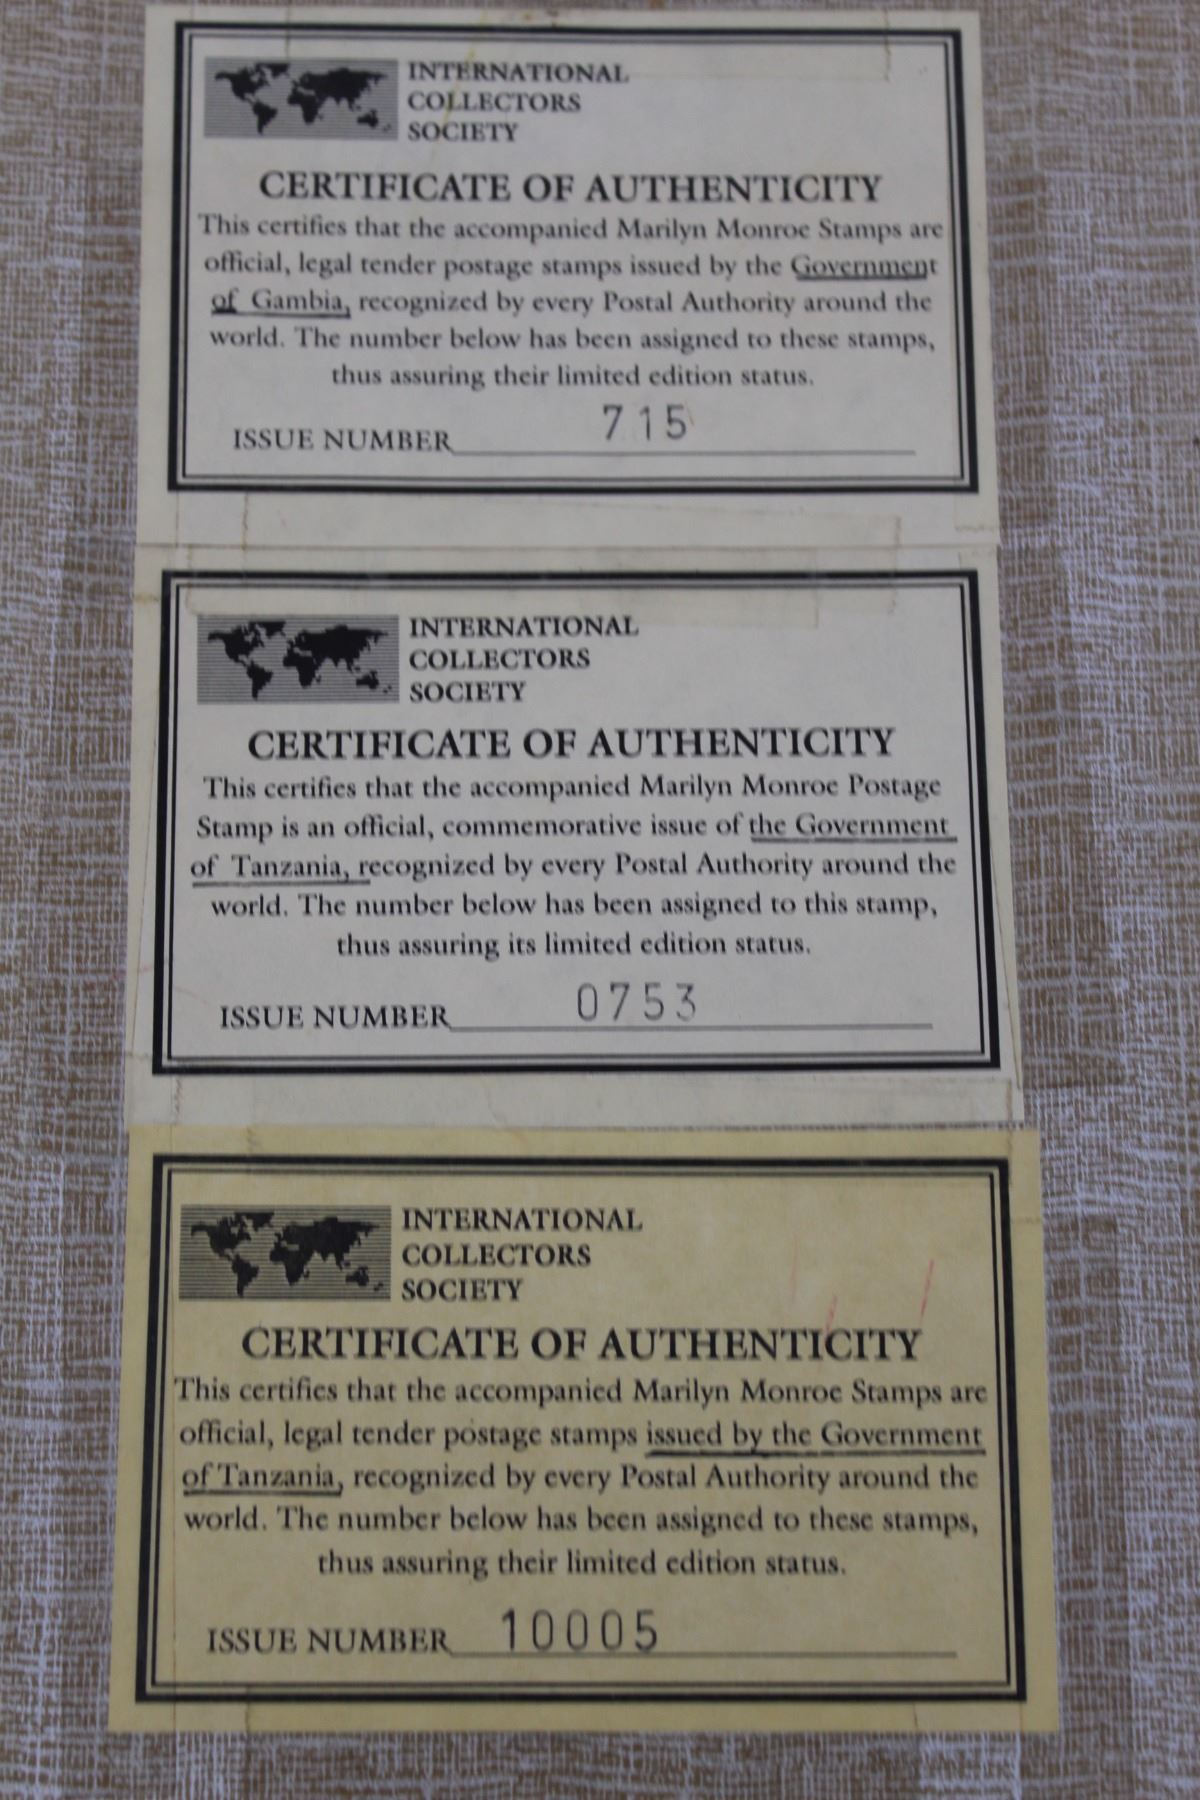 INTERNATIONAL
COLLECTORS
SOCIETY
CERTIFICATE OF AUTHENTICITY
This certifies that the accompanied Marilyn Monroe Stamps are
official, legal tender postage stamps issued by the Government
of Gambia, recognized by every Postal Authority around the
world. The number below has been assigned to these stamps,
thus assuring their limited edition status.
ISSUE NUMBER 715
INTERNATIONAL
COLLECTORS
SOCIETY
CERTIFICATE OF AUTHENTICITY
This certifies that the accompanied Marilyn Monroe Postage
Stamp is an official, commemorative issue of the Government
of Tanzania, recognized by every Postal Authority around the
world. The number below has been assigned to this stamp,
thus assuring its limited edition status.
ISSUE NUMBER 0753
INTERNATIONAL
COLLECTORS
SOCIETY
CERTIFICATE OF AUTHENTICITY
This certifies that the accompanied Marilyn Monroe Stamps are
official, legal tender postage stamps issued by the Government
of Tanzania, recognized by every Postal Authority around the
world. The number below has been assigned to these stamps,
thus assuring their limited edition status.
ISSUE NUMBER 10005